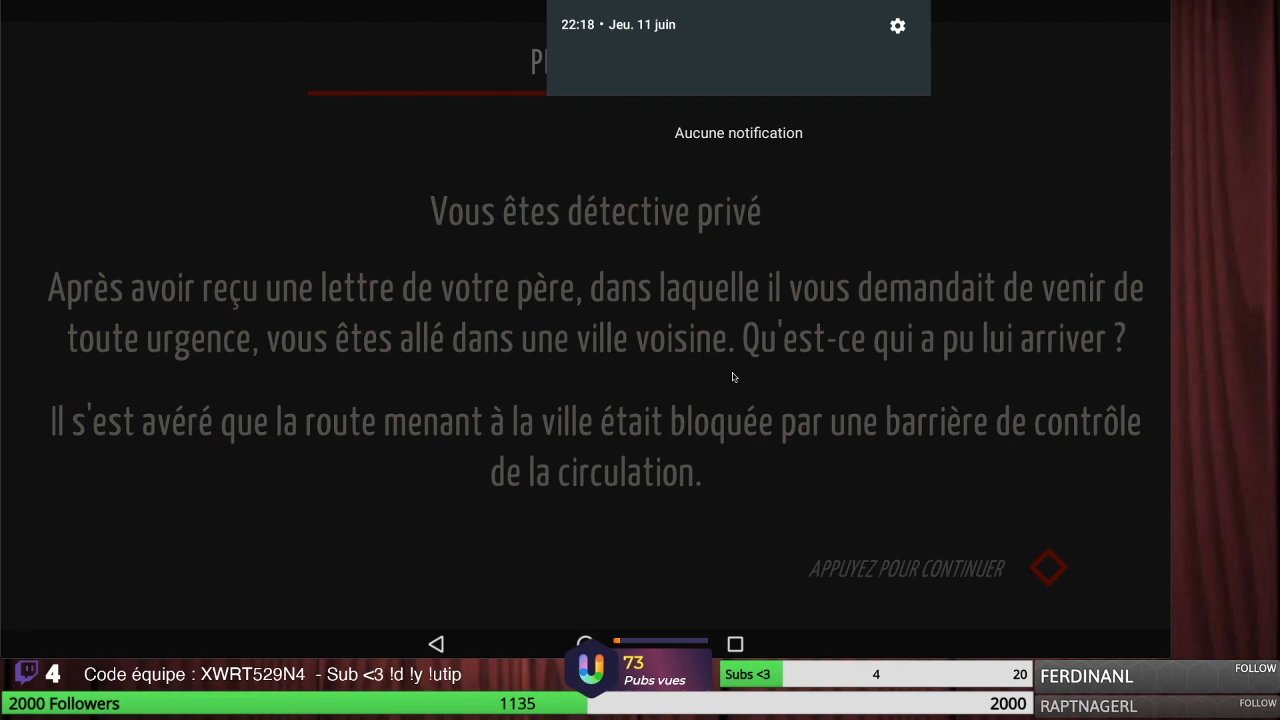 22:18 • Jeu. 11 juin
Aucune notification
Vous êtes détective privé
Après avoir reçu une lettre de votre père, dans laquelle il vous demandait de venir de
toute urgence, vous êtes allé dans une ville voisine. Qu'est-ce qui a pu lui arriver ?
Il s'est avéré que la route menant à la ville était bloquée par une barrière de contrôle
de la circulation.
APPUYEZ POUR CONTINUER
4 Code équipe : XWRT529N4 - Sub <3 !d !y !utip
73
Pubs vues
Subs <3 4 20
FERDINANL FOLLOW
2000 Followers 1135 2000
RAPTNAGERL FOLLOW